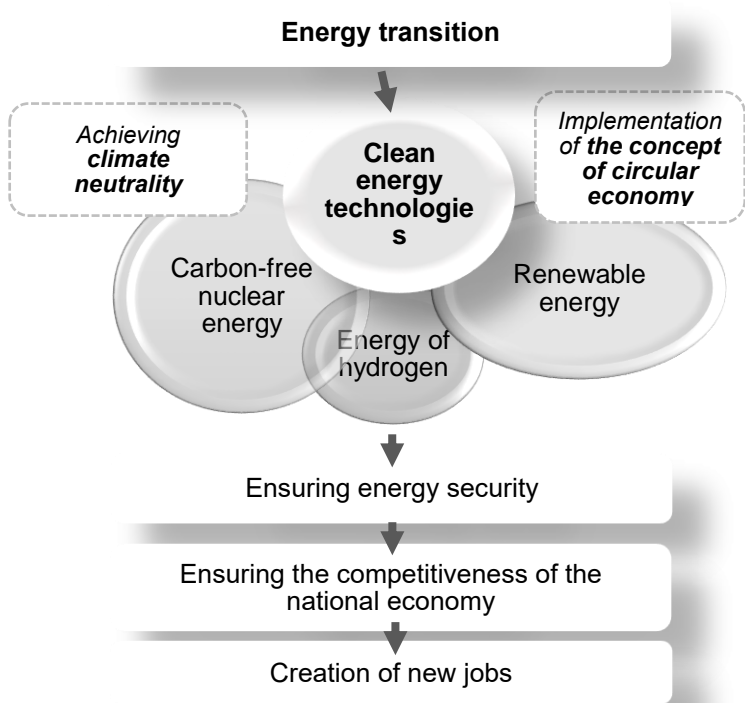 Energy transition
Achieving
climate
neutrality
Clean
energy
technologie
s
Implementation
of the concept
of circular
economy
Carbon-free
nuclear
energy
Energy of
hydrogen
Renewable
energy
Ensuring energy security
Ensuring the competitiveness of the
national economy
Creation of new jobs